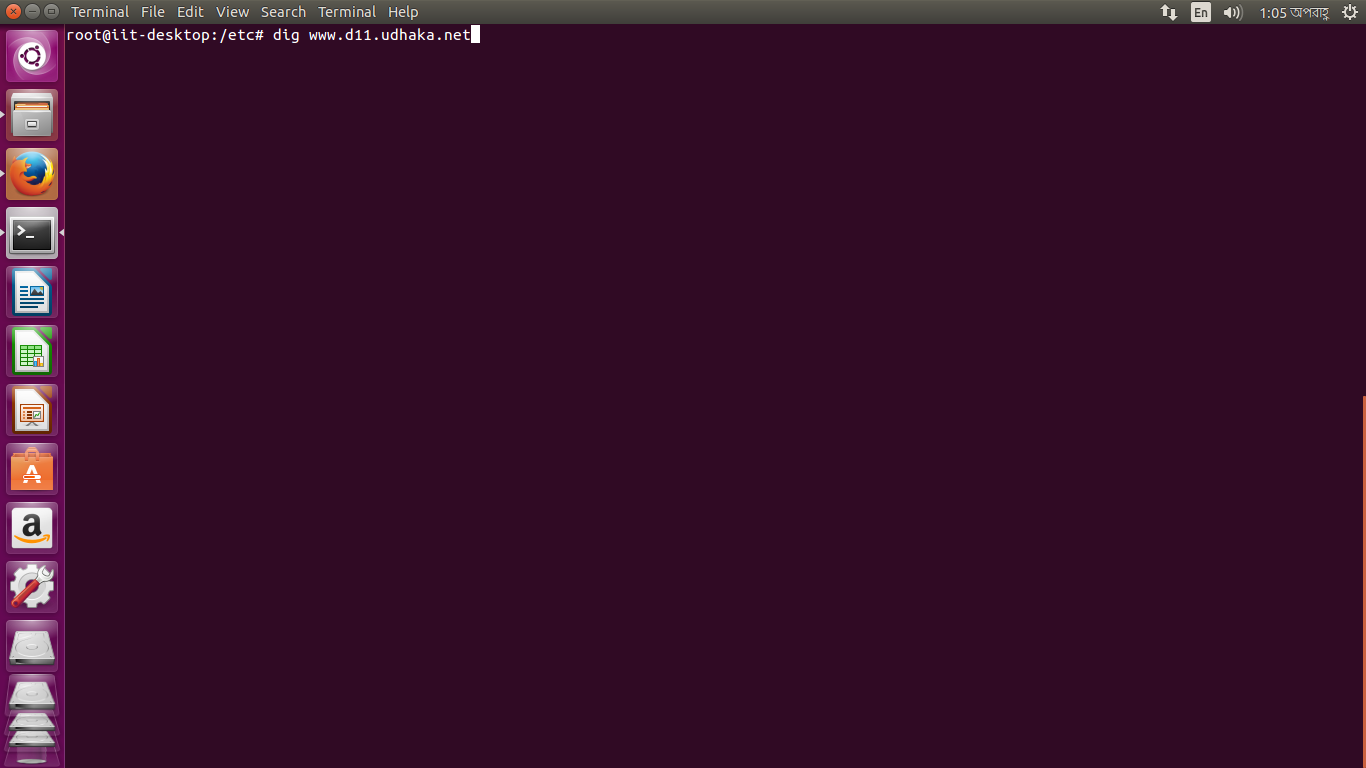 Terminal File Edit View Search Terminal Help En 1:05 অপরাহ্ণ
root@iit-desktop:/etc# dig www.d11.udhaka.net